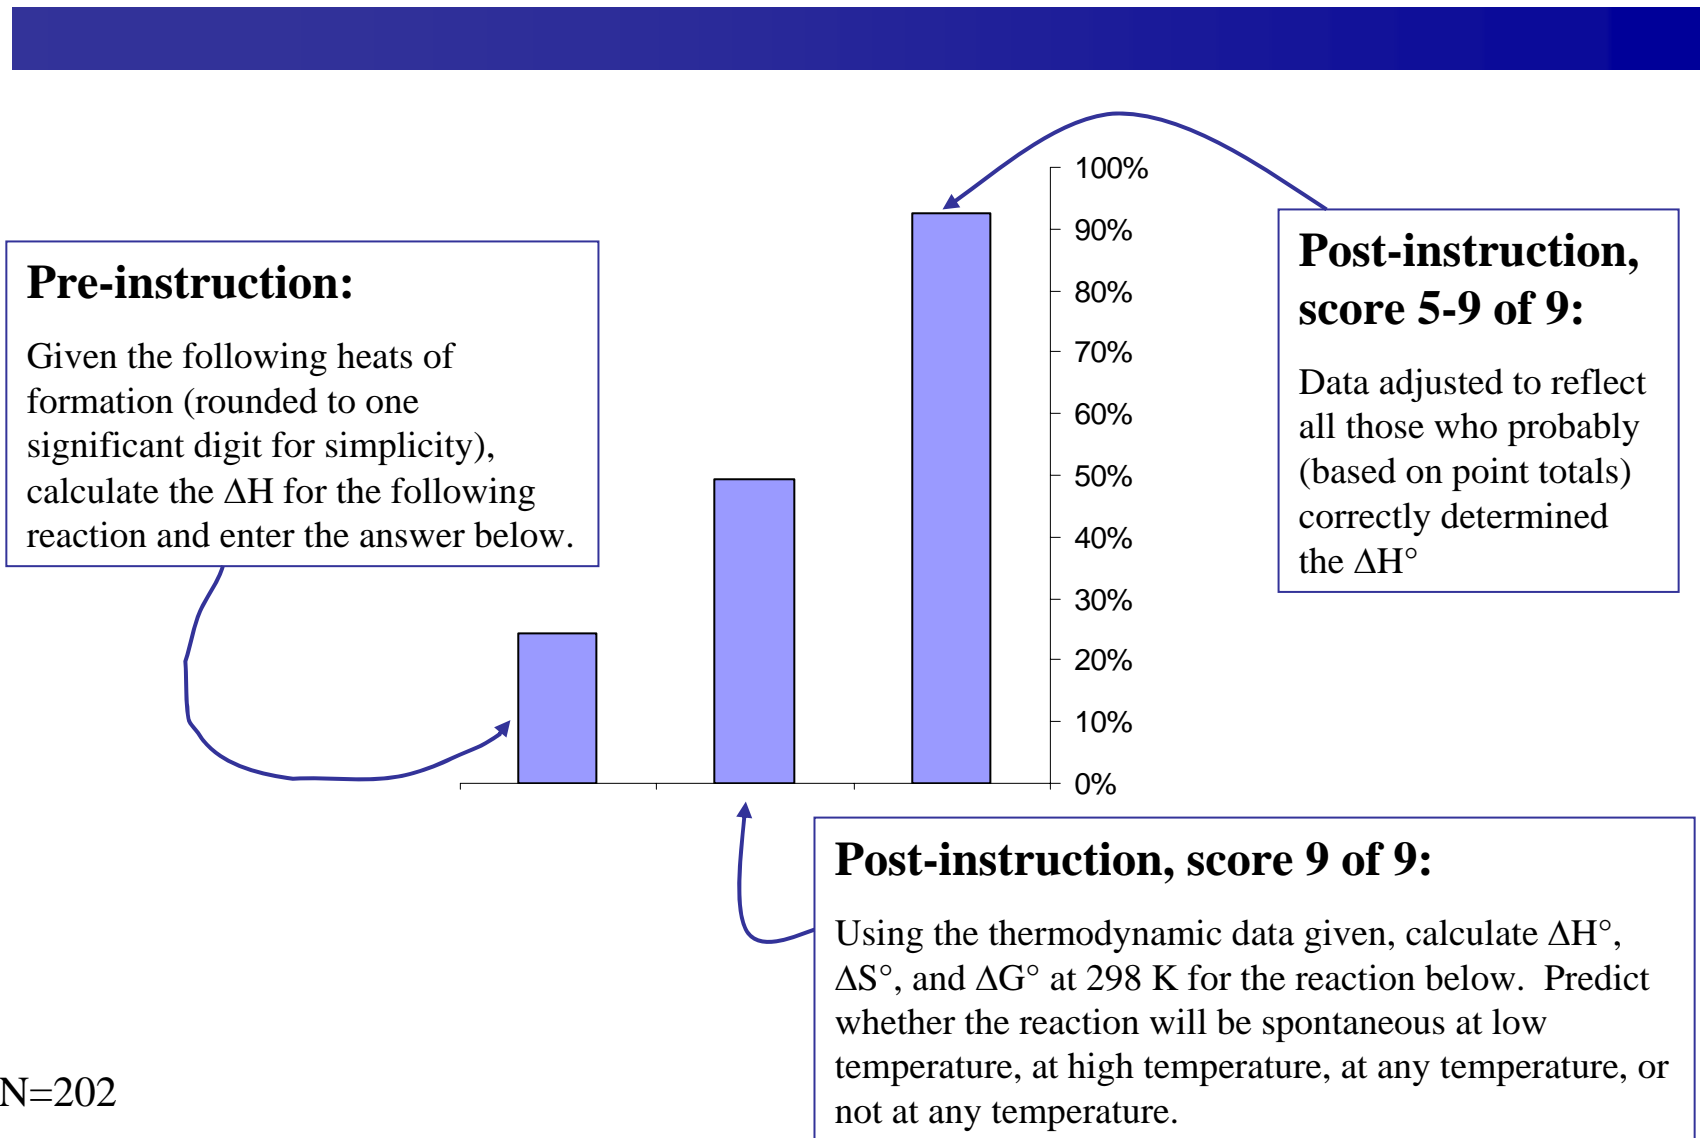 Pre-instruction:
Given the following heats of
formation (rounded to one
significant digit for simplicity),
calculate the ΔH for the following
reaction and enter the answer below.
100%
90%
80%
70%
60%
50%
40%
30%
20%
10%
0%
Post-instruction,
score 5-9 of 9:
Data adjusted to reflect
all those who probably
(based on point totals)
correctly determined
the ΔH°
Post-instruction, score 9 of 9:
Using the thermodynamic data given, calculate ΔH°,
ΔS°, and ΔG° at 298 K for the reaction below.  Predict
whether the reaction will be spontaneous at low
temperature, at high temperature, at any temperature, or
not at any temperature.
N=202